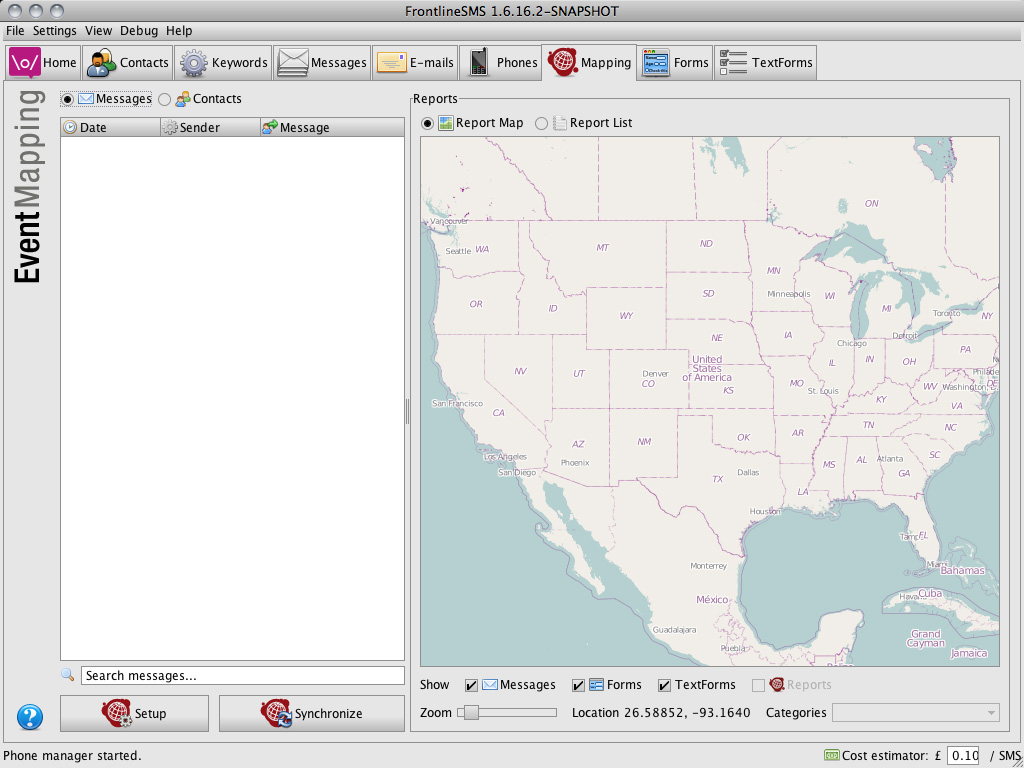 FrontlineSMS 1.6.16.2-SNAPSHOT
File Settings View Debug Help
\o/ Home Contacts Keywords Messages E-mails Phones Mapping Forms TextForms
EventMapping
Messages Contacts
Date Sender Message
Reports
Report Map Report List
ON
Vancouver
Seattle WA
MT
ND
MN
OR
ID
WY
SD
Minneapolis
WI
MI
Toronto
NY
NE
IA
Chicago
Detroit
PA
NV
UT
Denver
CO
United
States
of America
KS
MO
St. Louis
IL
IN
OH
WV
Washington,
Philade
DE
KY
VA
San Francisco
CA
AZ
Phoenix
NM
OK
AR
TN
NC
Los Angeles
San Diego
TX
Dallas
MS
AL
Atlanta
GA
SC
LA
Houston
Tam
FL
Miam
Bahamas
Monterrey
México
Havan
Cuba
Guadalajara
Puebla
Grand
Cayman
Jamaica
Search messages...
Setup Synchronize
Show Messages Forms TextForms Reports
Zoom Location 26.58852, -93.1640 Categories
Phone manager started.
Cost estimator: £ 0.10 / SMS